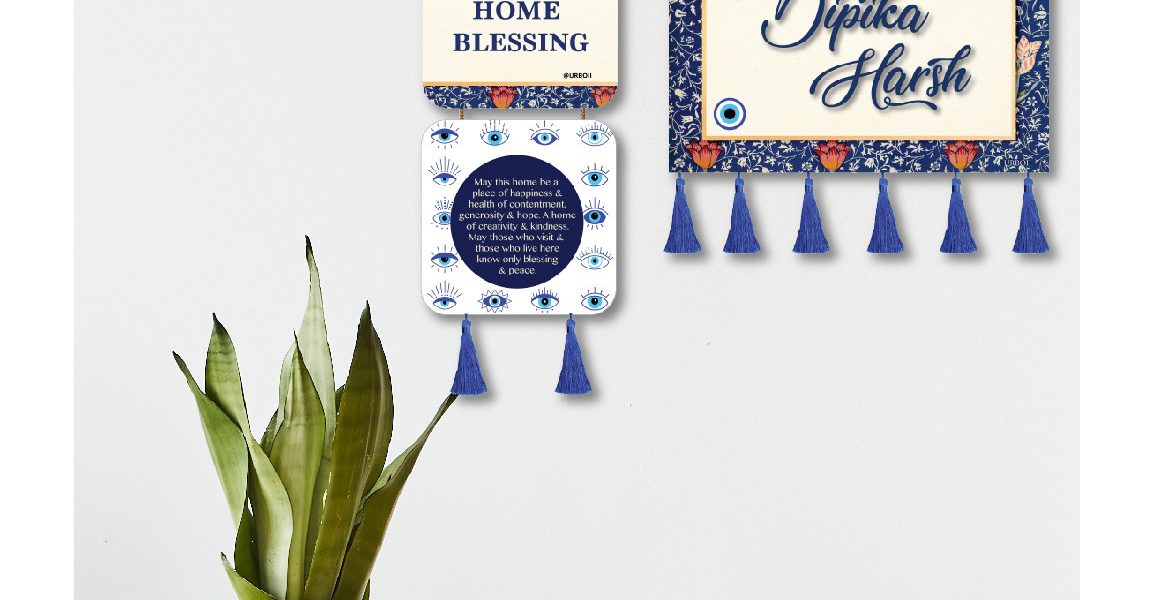 HOME
BLESSING
@URBOII
May this home be a
place of happiness &
health of contentment,
generosity & hope. A home
of creativity & kindness.
May those who visit &
those who live here
know only blessing
& peace.
Dipika
Harsh